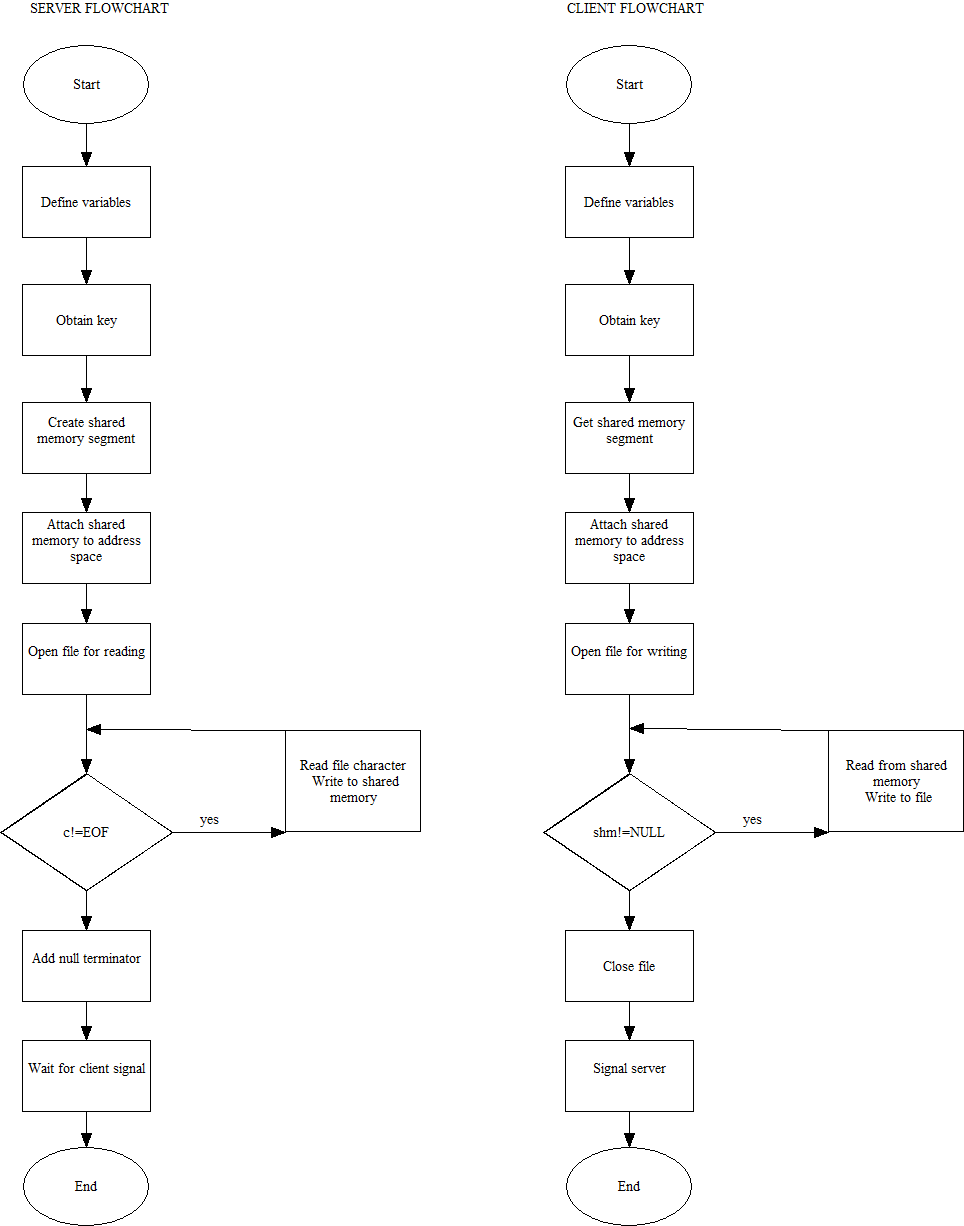 SERVER FLOWCHART
Start
Define variables
Obtain key
Create shared
memory segment
Attach shared
memory to address
space
Open file for reading
Read file character
Write to shared
memory
c!=EOF
yes
Add null terminator
Wait for client signal
End
CLIENT FLOWCHART
Start
Define variables
Obtain key
Get shared memory
segment
Attach shared
memory to address
space
Open file for writing
Read from shared
memory
Write to file
shm!=NULL
yes
Close file
Signal server
End